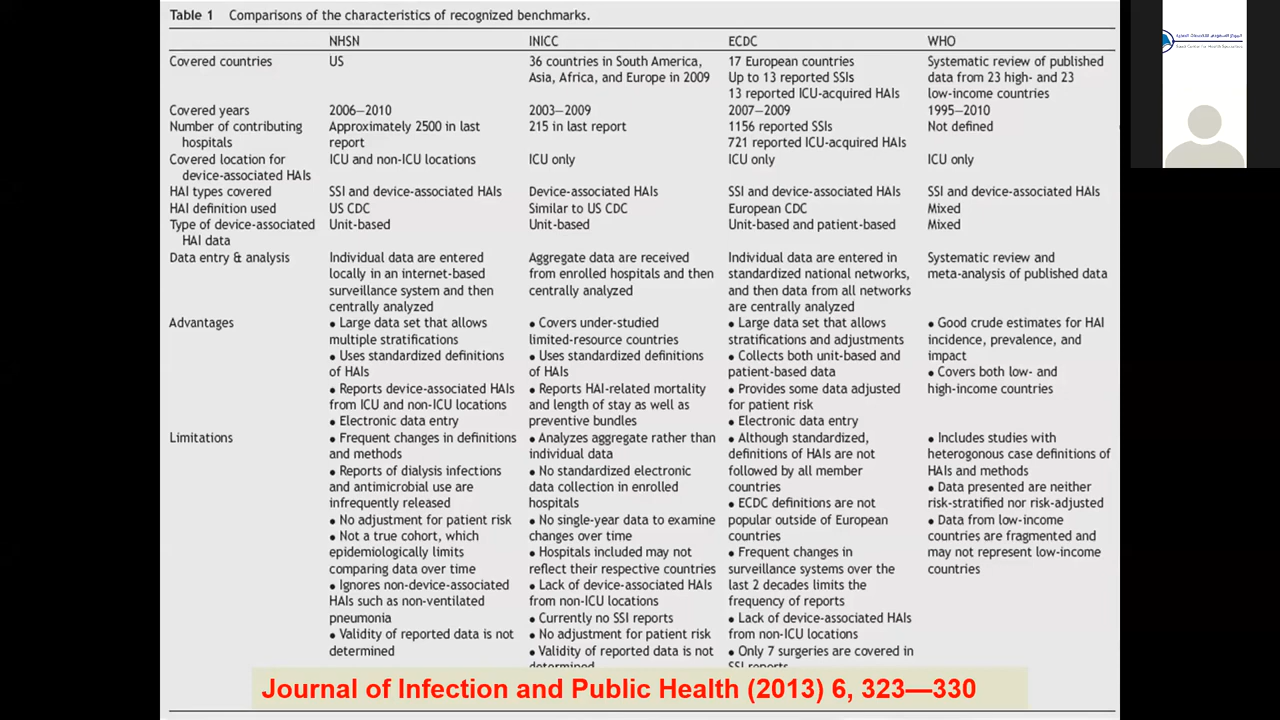 Table 1 Comparisons of the characteristics of recognized benchmarks.
NHSN INICC ECDC WHO
Covered countries
US
36 countries in South America,
Asia, Africa, and Europe in 2009
17 European countries
Up to 13 reported SSIs
13 reported ICU-acquired HAIs
Systematic review of published
data from 23 high- and 23
low-income countries
Covered years
2006—2010
2003—2009
2007—2009
1995—2010
Number of contributing
hospitals
Approximately 2500 in last
report
215 in last report
1156 reported SSIs
721 reported ICU-acquired HAIs
Not defined
Covered location for
device-associated HAIs
ICU and non-ICU locations
ICU only
ICU only
ICU only
HAI types covered
SSI and device-associated HAIs
Device-associated HAIs
SSI and device-associated HAIs
SSI and device-associated HAIs
HAI definition used
US CDC
Similar to US CDC
European CDC
Mixed
Type of device-associated
HAI data
Unit-based
Unit-based
Unit-based and patient-based
Mixed
Data entry & analysis
Individual data are entered
locally in an internet-based
surveillance system and then
centrally analyzed
Aggregate data are received
from enrolled hospitals and then
centrally analyzed
Individual data are entered in
standardized national networks,
and then data from all networks
are centrally analyzed
Systematic review and
meta-analysis of published data
Advantages
• Large data set that allows
multiple stratifications
• Uses standardized definitions
of HAIs
• Reports device-associated HAIs
from ICU and non-ICU locations
• Electronic data entry
• Covers under-studied
limited-resource countries
• Uses standardized definitions
of HAIs
• Reports HAI-related mortality
and length of stay as well as
preventive bundles
• Large data set that allows
stratifications and adjustments
• Collects both unit-based and
patient-based data
• Provides some data adjusted
for patient risk
• Electronic data entry
• Good crude estimates for HAI
incidence, prevalence, and
impact
• Covers both low- and
high-income countries
Limitations
• Frequent changes in definitions
and methods
• Reports of dialysis infections
and antimicrobial use are
infrequently released
• No adjustment for patient risk
• Not a true cohort, which
epidemiologically limits
comparing data over time
• Ignores non-device-associated
HAIs such as non-ventilated
pneumonia
• Validity of reported data is not
determined
• Analyzes aggregate rather than
individual data
• No standardized electronic
data collection in enrolled
hospitals
• No single-year data to examine
changes over time
• Hospitals included may not
reflect their respective countries
• Lack of device-associated HAIs
from non-ICU locations
• Currently no SSI reports
• No adjustment for patient risk
• Validity of reported data is not
determined
• Although standardized,
definitions of HAIs are not
followed by all member
countries
• ECDC definitions are not
popular outside of European
countries
• Frequent changes in
surveillance systems over the
last 2 decades limits the
frequency of reports
• Lack of device-associated HAIs
from non-ICU locations
• Only 7 surgeries are covered in
SSI reports
• Includes studies with
heterogonous case definitions of
HAIs and methods
• Data presented are neither
risk-stratified nor risk-adjusted
• Data from low-income
countries are fragmented and
may not represent low-income
countries
Journal of Infection and Public Health (2013) 6, 323—330